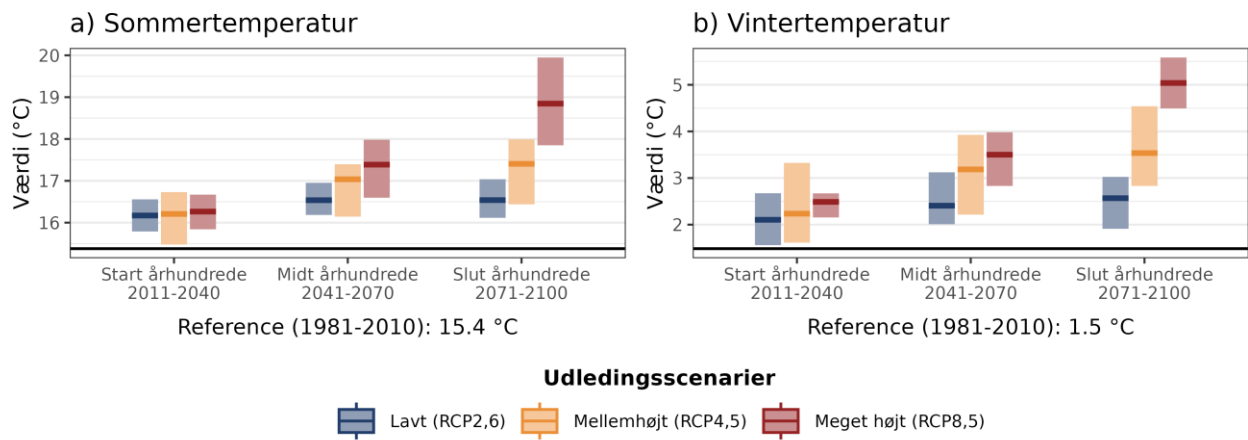 a) Sommertemperatur
Værdi (°C)
20
19
18
17
16
Start århundrede
2011-2040
Midt århundrede
2041-2070
Slut århundrede
2071-2100
Reference (1981-2010): 15.4 °C
b) Vintertemperatur
Værdi (°C)
5
4
3
2
Start århundrede
2011-2040
Midt århundrede
2041-2070
Slut århundrede
2071-2100
Reference (1981-2010): 1.5 °C
Udledingsscenarier
Lavt (RCP2,6)
Mellemhøjt (RCP4,5)
Meget højt (RCP8,5)